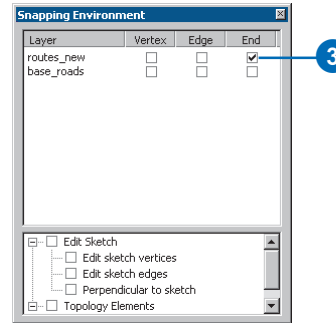 Snapping Environment
Layer Vertex Edge End
routes_new
base_roads
3
Edit Sketch
Edit sketch vertices
Edit sketch edges
Perpendicular to sketch
Topology Elements